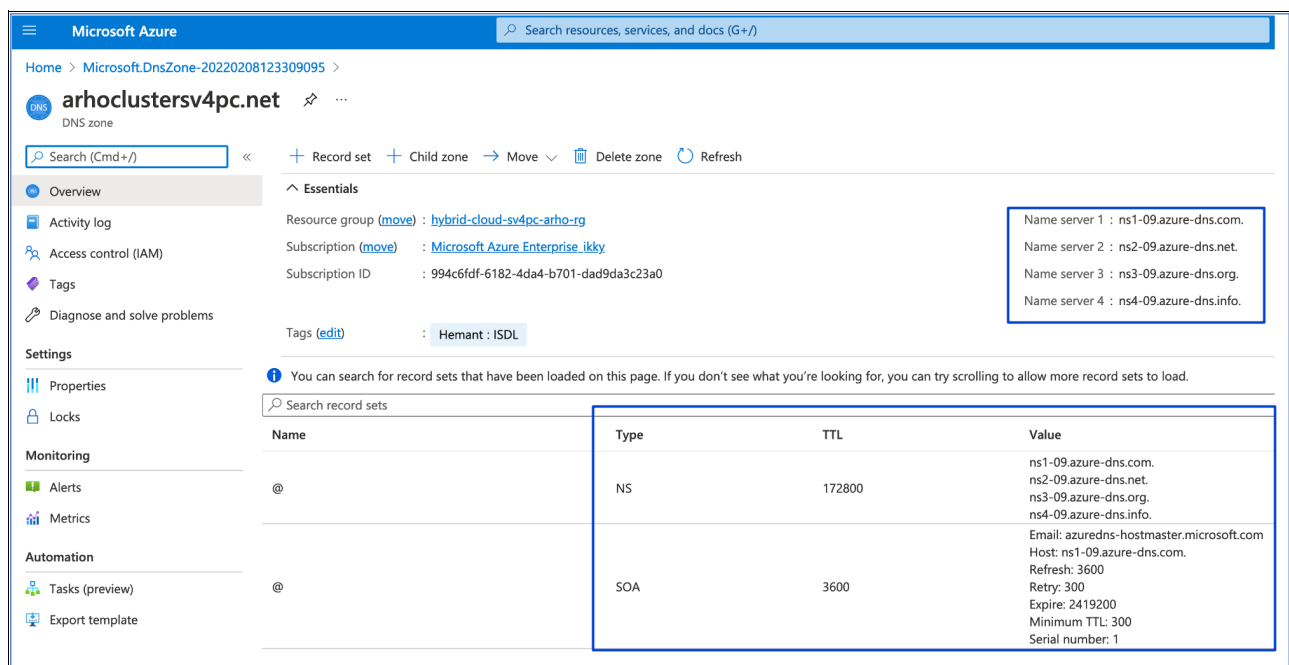 Microsoft Azure
Search resources, services, and docs (G+/)
Home > Microsoft.DnsZone-20220208123309095 >
DNS
arhoclustersv4pc.net ...
DNS zone
Search (Cmd+/) «
+ Record set + Child zone → Move Delete zone Refresh
Overview
Activity log
Access control (IAM)
Tags
Diagnose and solve problems
Settings
Properties
Locks
Monitoring
Alerts
Metrics
Automation
Tasks (preview)
Export template
Essentials
Resource group (move) : hybrid-cloud-sv4pc-arho-rg
Subscription (move) : Microsoft Azure Enterprise_ikky
Subscription ID : 994c6fdf-6182-4da4-b701-dad9da3c23a0
Tags (edit) : Hemant : ISDL
Name server 1 : ns1-09.azure-dns.com.
Name server 2 : ns2-09.azure-dns.net.
Name server 3 : ns3-09.azure-dns.org.
Name server 4 : ns4-09.azure-dns.info.
You can search for record sets that have been loaded on this page. If you don't see what you're looking for, you can try scrolling to allow more record sets to load.
Search record sets
Name Type TTL Value
@ NS 172800
ns1-09.azure-dns.com.
ns2-09.azure-dns.net.
ns3-09.azure-dns.org.
ns4-09.azure-dns.info.
@ SOA 3600
Email: azuredns-hostmaster.microsoft.com
Host: ns1-09.azure-dns.com.
Refresh: 3600
Retry: 300
Expire: 2419200
Minimum TTL: 300
Serial number: 1